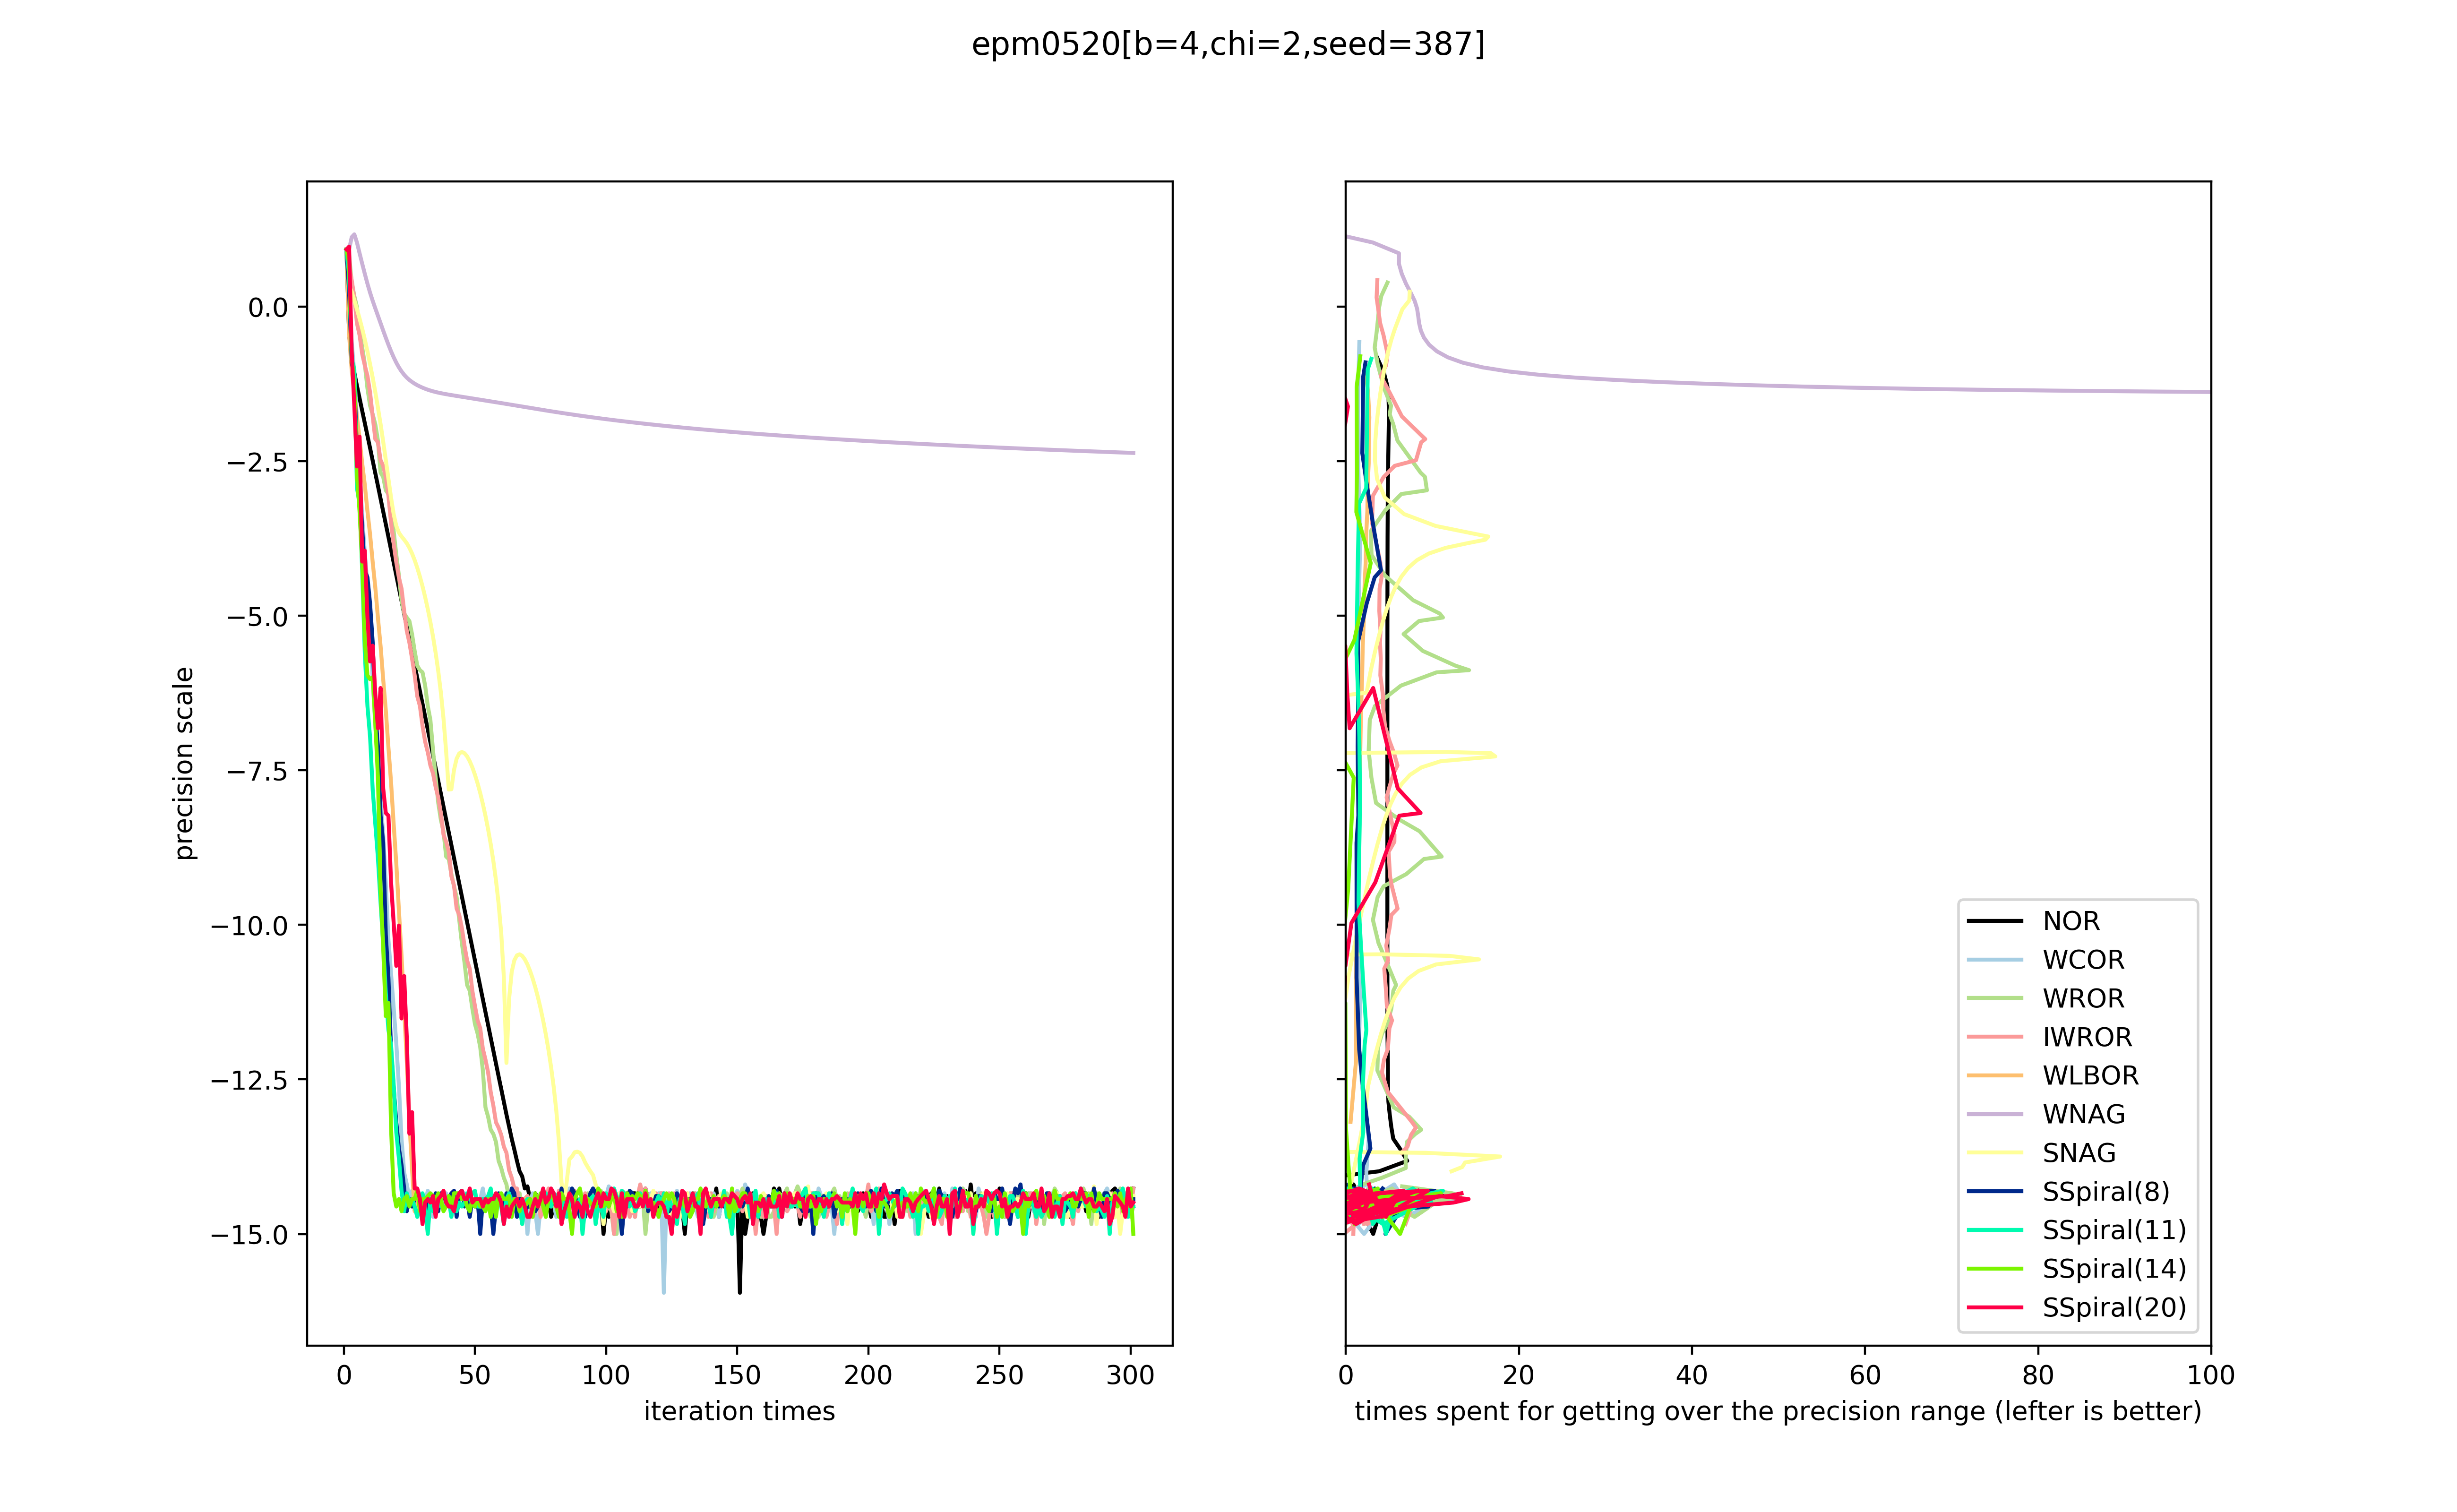 epm0520[b=4,chi=2,seed=387]
precision scale
0.0
−2.5
−5.0
−7.5
−10.0
−12.5
−15.0
0 50 100 150 200 250 300
iteration times
0 20 40 60 80 100
times spent for getting over the precision range (lefter is better)
NOR
WCOR
WROR
IWROR
WLBOR
WNAG
SNAG
SSpiral(8)
SSpiral(11)
SSpiral(14)
SSpiral(20)